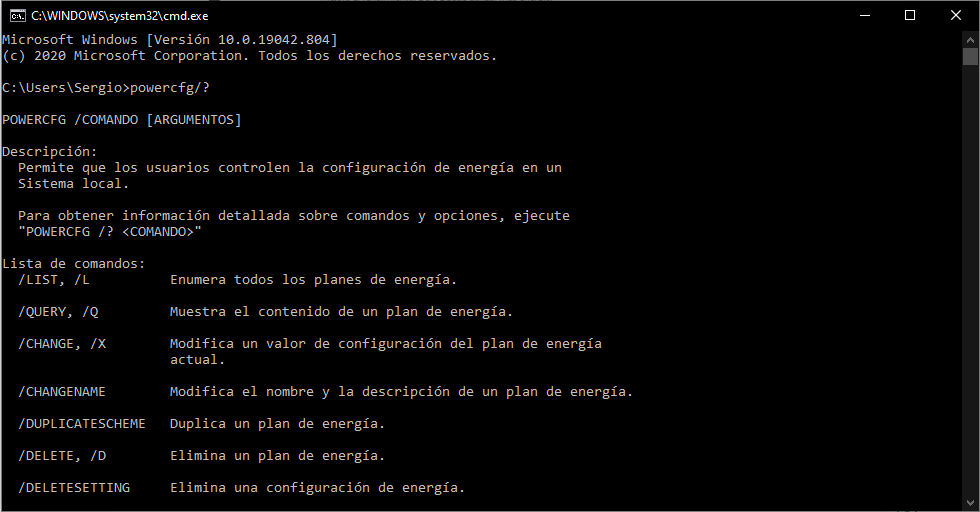 C:\WINDOWS\system32\cmd.exe
Microsoft Windows [Versión 10.0.19042.804]
(c) 2020 Microsoft Corporation. Todos los derechos reservados.
C:\Users\Sergio>powercfg/?
POWERCFG /COMANDO [ARGUMENTOS]
Descripción:
Permite que los usuarios controlen la configuración de energía en un
Sistema local.
Para obtener información detallada sobre comandos y opciones, ejecute
"POWERCFG /? <COMANDO>"
Lista de comandos:
/LIST, /L Enumera todos los planes de energía.
/QUERY, /Q Muestra el contenido de un plan de energía.
/CHANGE, /X Modifica un valor de configuración del plan de energía
actual.
/CHANGENAME Modifica el nombre y la descripción de un plan de energía.
/DUPLICATESCHEME Duplica un plan de energía.
/DELETE, /D Elimina un plan de energía.
/DELETESETTING Elimina una configuración de energía.